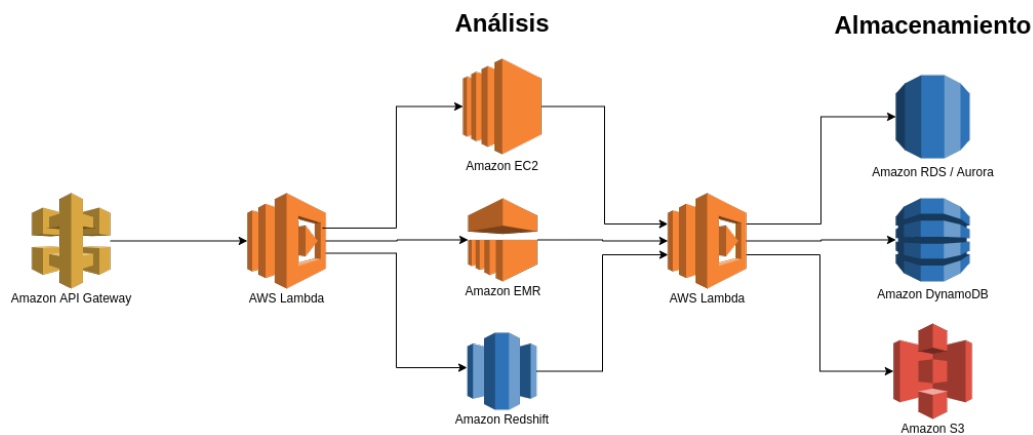 Análisis
Almacenamiento
Amazon EC2
Amazon RDS / Aurora
Amazon API Gateway
AWS Lambda
Amazon EMR
AWS Lambda
Amazon DynamoDB
Amazon Redshift
Amazon S3